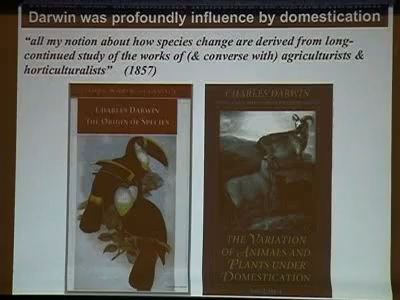 Darwin was profoundly influence by domestication
“all my notion about how species change are derived from long-
continued study of the works of (& converse with) agriculturists &
horticulturalists” (1857)
CHARLES DARWIN
THE ORIGIN OF SPECIES
CHARLES DARWIN
THE VARIATION
OF ANIMALS AND
PLANTS UNDER
DOMESTICATION